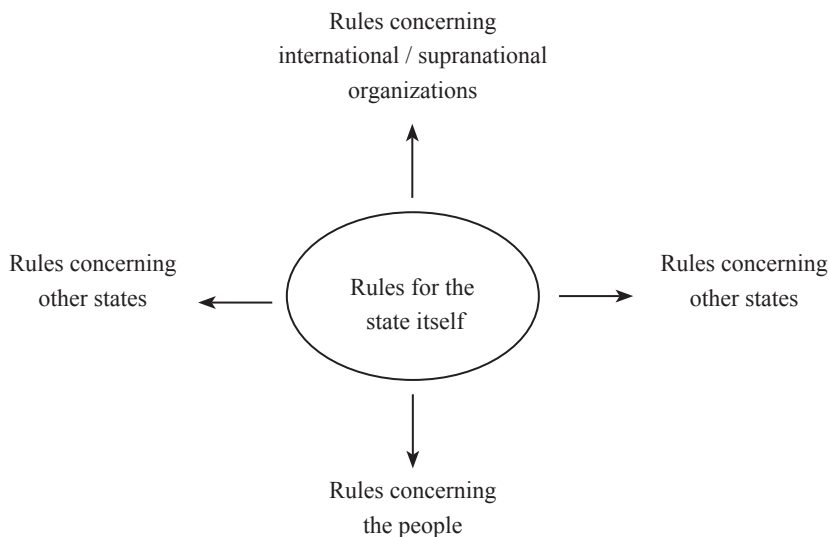 Rules concerning
international / supranational
organizations
Rules concerning
other states
Rules for the
state itself
Rules concerning
other states
Rules concerning
the people